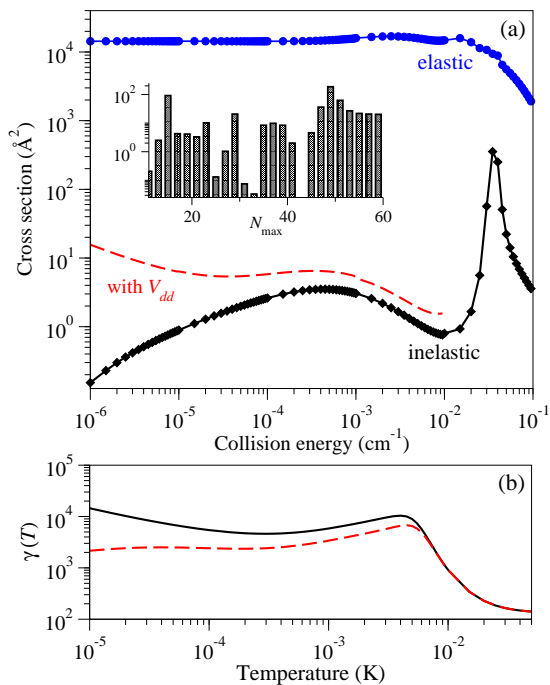 (a)
10^4
10^3
10^2
10^1
10^0
Cross section (Å^2)
elastic
10^2
10^0
20
40
60
N_max
with V_dd
inelastic
10^-6
10^-5
10^-4
10^-3
10^-2
10^-1
Collision energy (cm^-1)
(b)
10^5
10^4
10^3
10^2
γ(T)
10^-5
10^-4
10^-3
10^-2
Temperature (K)